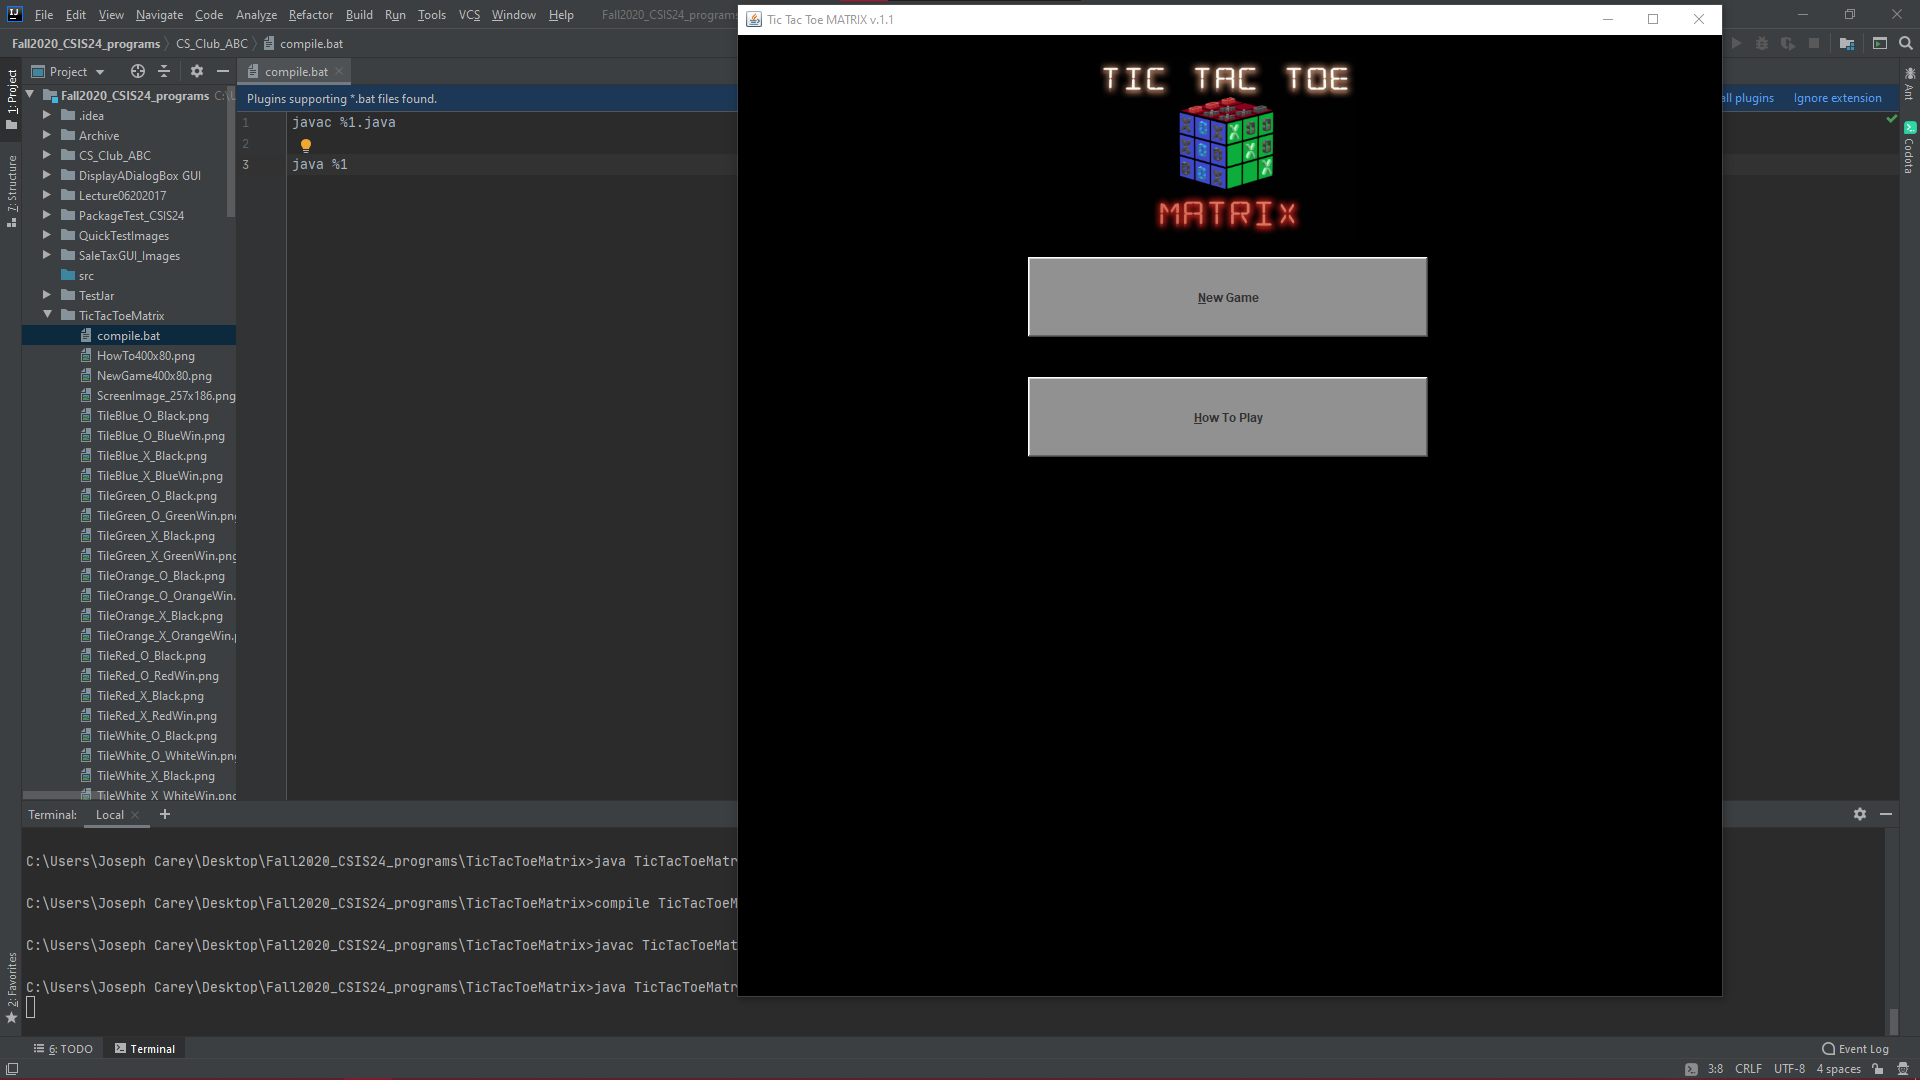 File Edit View Navigate Code Analyze Refactor Build Run Tools VCS Window Help Fall2020_CSIS24_programs
Fall2020_CSIS24_programs CS_Club_ABC compile.bat
Project
compile.bat
Plugins supporting *.bat files found.
all plugins Ignore extension
1: Project
7: Structure
2: Favorites
Ant
Codota
Fall2020_CSIS24_programs C:\
.idea
Archive
CS_Club_ABC
DisplayADialogBox GUI
Lecture06202017
PackageTest_CSIS24
QuickTestImages
SaleTaxGUI_Images
src
TestJar
TicTacToeMatrix
compile.bat
HowTo400x80.png
NewGame400x80.png
ScreenImage_257x186.png
TileBlue_O_Black.png
TileBlue_O_BlueWin.png
TileBlue_X_Black.png
TileBlue_X_BlueWin.png
TileGreen_O_Black.png
TileGreen_O_GreenWin.png
TileGreen_X_Black.png
TileGreen_X_GreenWin.png
TileOrange_O_Black.png
TileOrange_O_OrangeWin.
TileOrange_X_Black.png
TileOrange_X_OrangeWin.p
TileRed_O_Black.png
TileRed_O_RedWin.png
TileRed_X_Black.png
TileRed_X_RedWin.png
TileWhite_O_Black.png
TileWhite_O_WhiteWin.png
TileWhite_X_Black.png
TileWhite_X_WhiteWin.png
1 javac %1.java
2
3 java %1
Tic Tac Toe MATRIX v.1.1
TIC TAC TOE
MATRIX
New Game
How To Play
Terminal: Local
C:\Users\Joseph Carey\Desktop\Fall2020_CSIS24_programs\TicTacToeMatrix>java TicTacToeMatr
C:\Users\Joseph Carey\Desktop\Fall2020_CSIS24_programs\TicTacToeMatrix>compile TicTacToeM
C:\Users\Joseph Carey\Desktop\Fall2020_CSIS24_programs\TicTacToeMatrix>javac TicTacToeMat
C:\Users\Joseph Carey\Desktop\Fall2020_CSIS24_programs\TicTacToeMatrix>java TicTacToeMatr
6: TODO Terminal Event Log
3:8 CRLF UTF-8 4 spaces